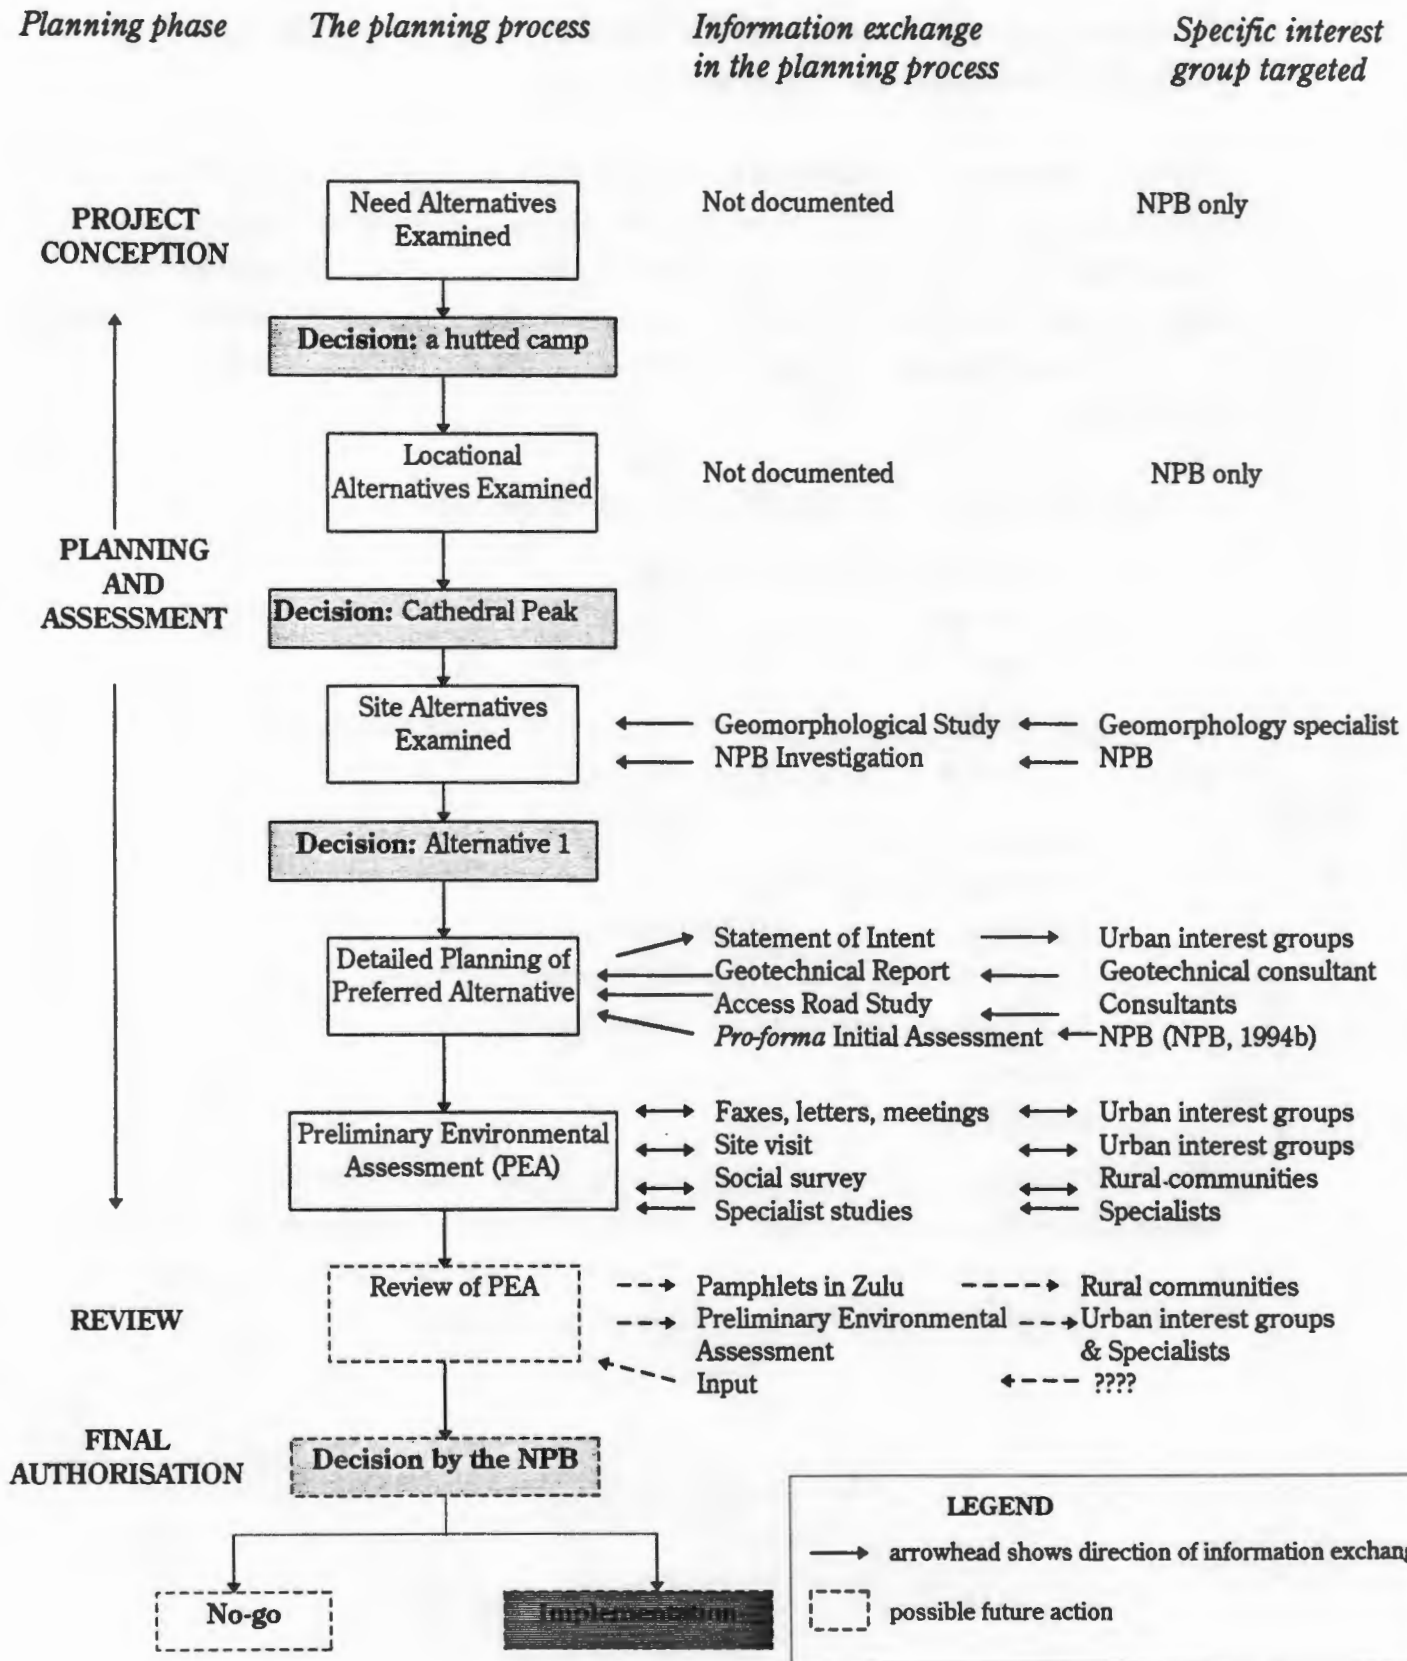 Planning phase
The planning process
Information exchange
in the planning process
Specific interest
group targeted
PROJECT
CONCEPTION
Need Alternatives
Examined
Not documented
NPB only
Decision: a hutted camp
Locational
Alternatives Examined
Not documented
NPB only
PLANNING
AND
ASSESSMENT
Decision: Cathedral Peak
Site Alternatives
Examined
Geomorphological Study
Geomorphology specialist
NPB Investigation
NPB
Decision: Alternative 1
Detailed Planning of
Preferred Alternative
Statement of Intent
Urban interest groups
Geotechnical Report
Geotechnical consultant
Access Road Study
Consultants
Pro-forma Initial Assessment
NPB (NPB, 1994b)
Preliminary Environmental
Assessment (PEA)
Faxes, letters, meetings
Urban interest groups
Site visit
Urban interest groups
Social survey
Rural communities
Specialist studies
Specialists
REVIEW
Review of PEA
Pamphlets in Zulu
Rural communities
Preliminary Environmental
Assessment
Urban interest groups
& Specialists
Input
????
FINAL
AUTHORISATION
Decision by the NPB
No-go
Implementation
LEGEND
arrowhead shows direction of information exchang
possible future action